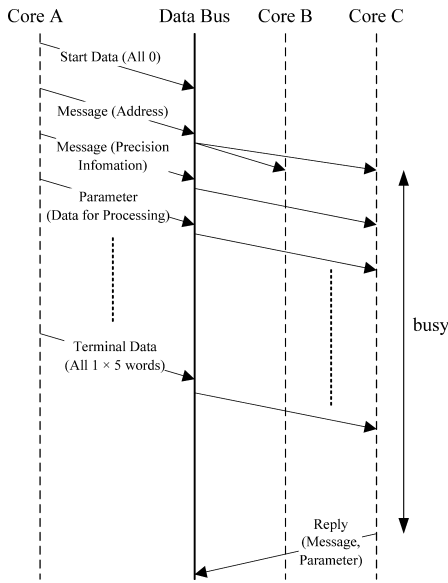 Core A
Data Bus
Core B
Core C
Start Data (All 0)
Message (Address)
Message (Precision
Infomation)
Parameter
(Data for Processing)
busy
Terminal Data
(All 1 × 5 words)
Reply
(Message,
Parameter)